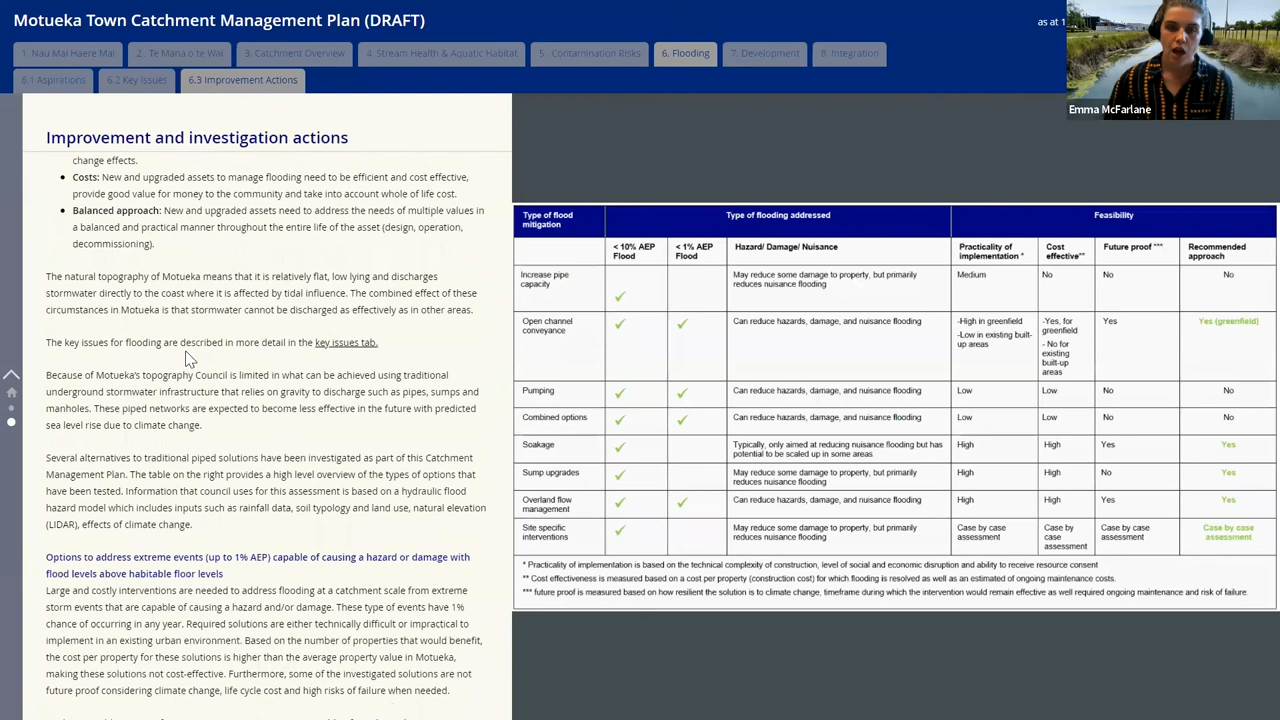 Motueka Town Catchment Management Plan (DRAFT)
as at 1
1. Nau Mai Haere Mai
2. Te Mana o te Wai
3. Catchment Overview
4. Stream Health & Aquatic Habitat
5. Contamination Risks
6. Flooding
7. Development
8. Integration
6.1 Aspirations
6.2 Key Issues
6.3 Improvement Actions
Emma McFarlane
Improvement and investigation actions
change effects.
Costs: New and upgraded assets to manage flooding need to be efficient and cost effective,
provide good value for money to the community and take into account whole of life cost.
Balanced approach: New and upgraded assets need to address the needs of multiple values in
a balanced and practical manner throughout the entire life of the asset (design, operation,
decommissioning).
The natural topography of Motueka means that it is relatively flat, low lying and discharges
stormwater directly to the coast where it is affected by tidal influence. The combined effect of these
circumstances in Motueka is that stormwater cannot be discharged as effectively as in other areas.
The key issues for flooding are described in more detail in the key issues tab.
Because of Motueka's topography Council is limited in what can be achieved using traditional
underground stormwater infrastructure that relies on gravity to discharge such as pipes, sumps and
manholes. These piped networks are expected to become less effective in the future with predicted
sea level rise due to climate change.
Several alternatives to traditional piped solutions have been investigated as part of this Catchment
Management Plan. The table on the right provides a high level overview of the types of options that
have been tested. Information that council uses for this assessment is based on a hydraulic flood
hazard model which includes inputs such as rainfall data, soil typology and land use, natural elevation
(LIDAR), effects of climate change.
Options to address extreme events (up to 1% AEP) capable of causing a hazard or damage with
flood levels above habitable floor levels
Large and costly interventions are needed to address flooding at a catchment scale from extreme
storm events that are capable of causing a hazard and/or damage. These type of events have 1%
chance of occurring in any year. Required solutions are either technically difficult or impractical to
implement in an existing urban environment. Based on the number of properties that would benefit,
the cost per property for these solutions is higher than the average property value in Motueka,
making these solutions not cost-effective. Furthermore, some of the investigated solutions are not
future proof considering climate change, life cycle cost and high risks of failure when needed.
Type of flood mitigation
Type of flooding addressed
Feasibility
< 10% AEP Flood
< 1% AEP Flood
Hazard/ Damage/ Nuisance
Practicality of implementation *
Cost effective**
Future proof ***
Recommended approach
Increase pipe capacity ✓ May reduce some damage to property, but primarily reduces nuisance flooding Medium No No No
Open channel conveyance ✓ ✓ Can reduce hazards, damage, and nuisance flooding -High in greenfield -Low in existing built-up areas -Yes, for greenfield - No for existing built-up areas Yes Yes (greenfield)
Pumping ✓ ✓ Can reduce hazards, damage, and nuisance flooding Low Low No No
Combined options ✓ ✓ Can reduce hazards, damage, and nuisance flooding Low Low No No
Soakage ✓ Typically, only aimed at reducing nuisance flooding but has potential to be scaled up in some areas High High Yes Yes
Sump upgrades ✓ May reduce some damage to property, but primarily reduces nuisance flooding High High No Yes
Overland flow management ✓ ✓ Can reduce hazards, damage, and nuisance flooding High High Yes Yes
Site specific interventions ✓ May reduce some damage to property, but primarily reduces nuisance flooding Case by case assessment Case by case assessment Case by case assessment Case by case assessment
* Practicality of implementation is based on the technical complexity of construction, level of social and economic disruption and ability to receive resource consent
** Cost effectiveness is measured based on a cost per property (construction cost) for which flooding is resolved as well as an estimated of ongoing maintenance costs.
*** future proof is measured based on how resilient the solution is to climate change, timeframe during which the intervention would remain effective as well required ongoing maintenance and risk of failure.